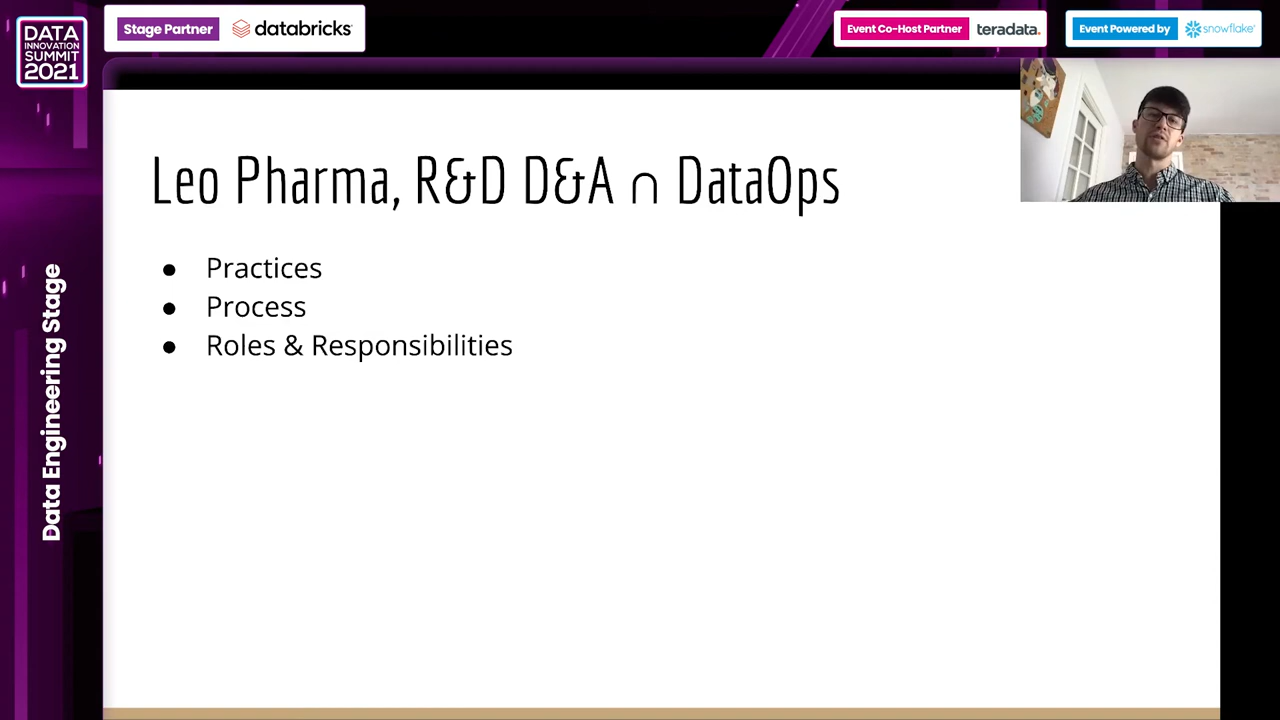 DATA
INNOVATION
SUMMIT
2021
Stage Partner
databricks
Event Co-Host Partner
teradata.
Event Powered by
snowflake
Data Engineering Stage
Leo Pharma, R&D D&A ∩ DataOps
● Practices
● Process
● Roles & Responsibilities